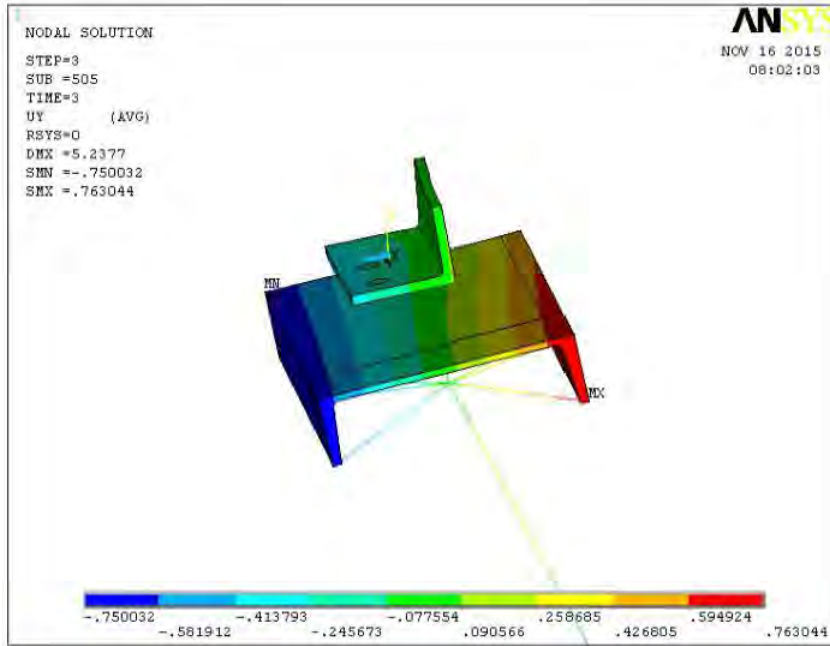 NODAL SOLUTION
STEP=3
SUB =505
TIME=3
UY (AVG)
RSYS=0
DMX =5.2377
SMN =-.750032
SMX =.763044
ANSYS
NOV 16 2015
08:02:03
MN
MX
-.750032 -.413793 -.077554 .258685 .594924
-.581912 -.245673 .090566 .426805 .763044